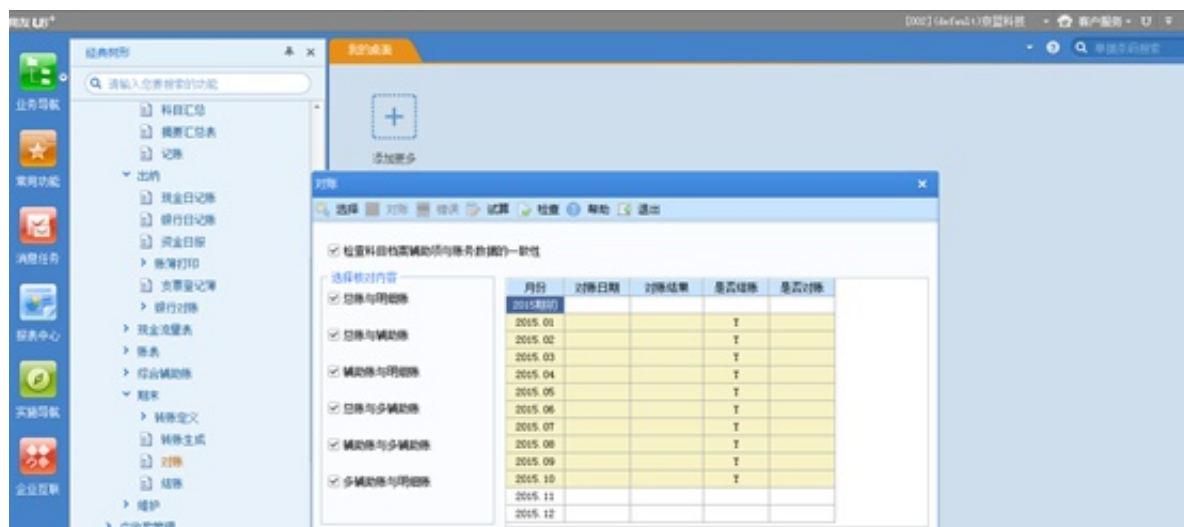 用友 U8+
[002](default)京盟科技
客户服务
经典树形
我的桌面
单据条码搜索
请输入您要搜索的功能
业务导航
科目汇总
摘要汇总表
记账
添加更多
常用功能
出纳
现金日记账
银行日记账
资金日报
消息任务
账簿打印
支票登记簿
银行对账
报表中心
现金流量表
账表
综合辅助账
期末
实施导航
转账定义
转账生成
对账
结账
企业互联
维护
对账
选择 对账 错误 试算 检查 帮助 退出
检查科目档案辅助项与账务数据的一致性
选择核对内容
总账与明细账
总账与辅助账
辅助账与明细账
总账与多辅助账
辅助账与多辅助账
多辅助账与明细账
月份 对账日期 对账结果 是否结账 是否对账
2015期初
2015.01 Y
2015.02 Y
2015.03 Y
2015.04 Y
2015.05 Y
2015.06 Y
2015.07 Y
2015.08 Y
2015.09 Y
2015.10 Y
2015.11
2015.12